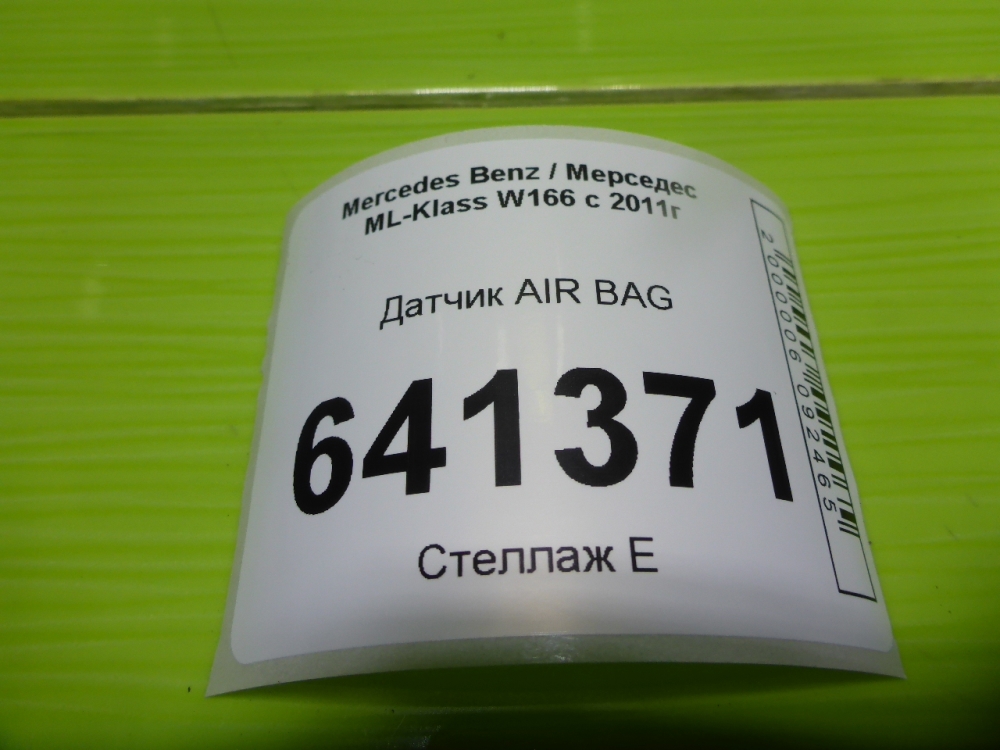 Mercedes Benz / Мерседес
ML-Klass W166 с 2011г
Датчик AIR BAG
641371
Стеллаж Е
2000006092465